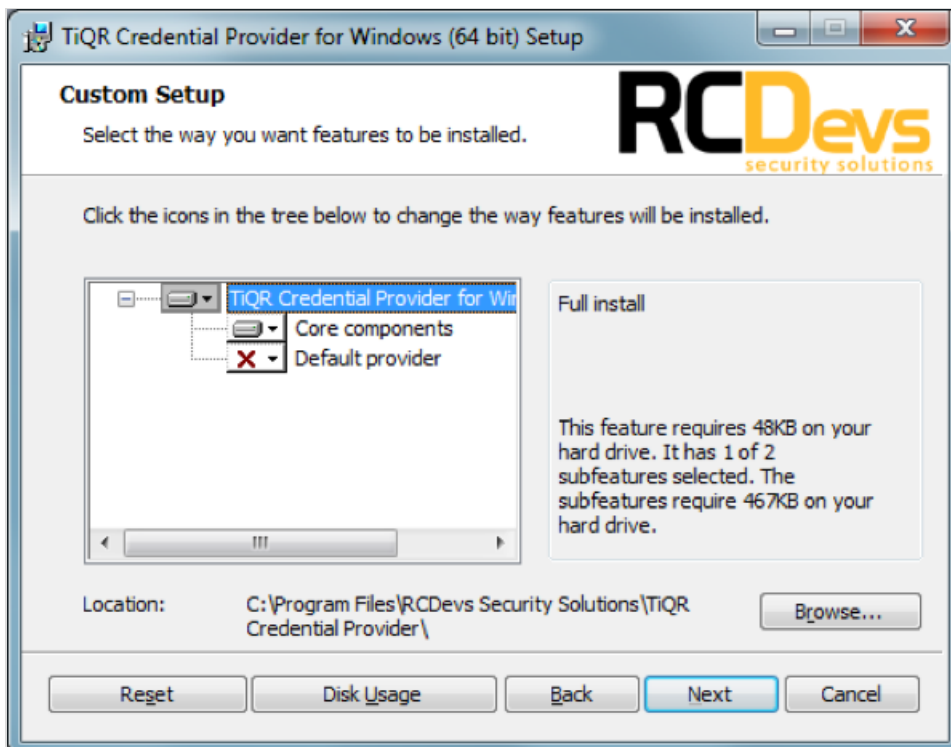 TiQR Credential Provider for Windows (64 bit) Setup
Custom Setup
Select the way you want features to be installed.
RCDevs
security solutions
Click the icons in the tree below to change the way features will be installed.
TiQR Credential Provider for Win
Core components
Default provider
Full install
This feature requires 48KB on your
hard drive. It has 1 of 2
subfeatures selected. The
subfeatures require 467KB on your
hard drive.
Location:
C:\Program Files\RCDevs Security Solutions\TiQR
Credential Provider\
Browse...
Reset
Disk Usage
Back
Next
Cancel